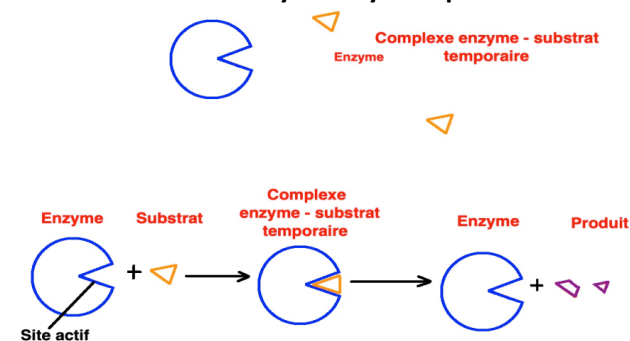 Complexe enzyme - substrat
Enzyme temporaire
Complexe
Enzyme Substrat enzyme - substrat Enzyme Produit
temporaire
+ +
Site actif